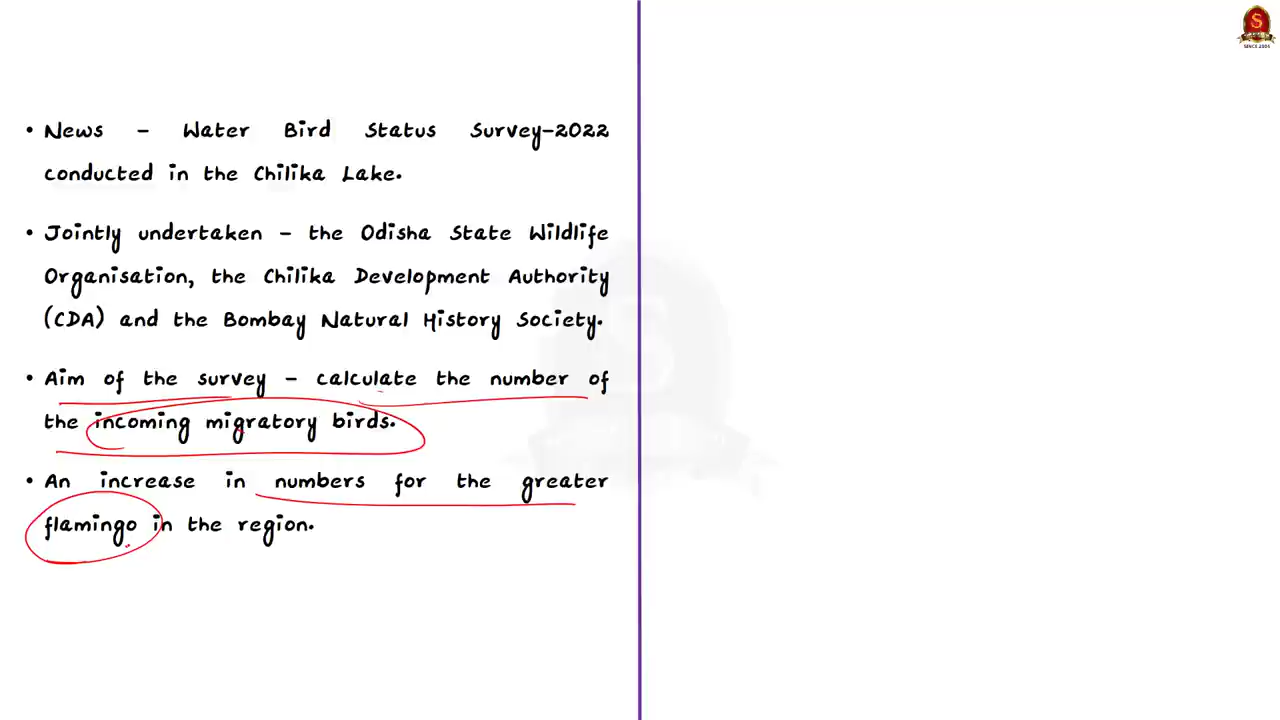 • News - Water Bird Status Survey-2022
conducted in the Chilika Lake.
• Jointly undertaken - the Odisha State Wildlife
Organisation, the Chilika Development Authority
(CDA) and the Bombay Natural History Society.
• Aim of the survey - calculate the number of
the incoming migratory birds.
• An increase in numbers for the greater
flamingo in the region.
S
SINCE 2004